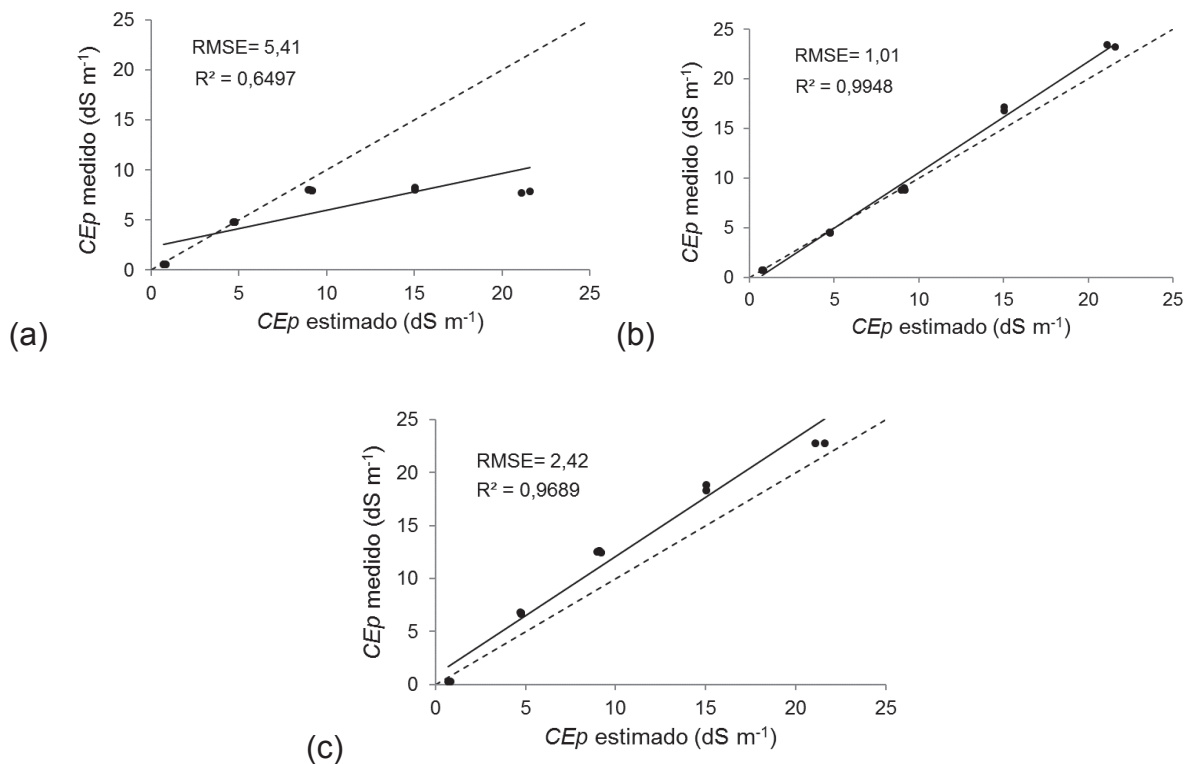 25
20
15
10
5
0
RMSE= 5,41
R² = 0,6497
CEp medido (dS m⁻¹)
0 5 10 15 20 25
CEp estimado (dS m⁻¹)
(a)
25
20
15
10
5
0
RMSE= 1,01
R² = 0,9948
CEp medido (dS m⁻¹)
0 5 10 15 20 25
CEp estimado (dS m⁻¹)
(b)
25
20
15
10
5
0
RMSE= 2,42
R² = 0,9689
CEp medido (dS m⁻¹)
0 5 10 15 20 25
CEp estimado (dS m⁻¹)
(c)